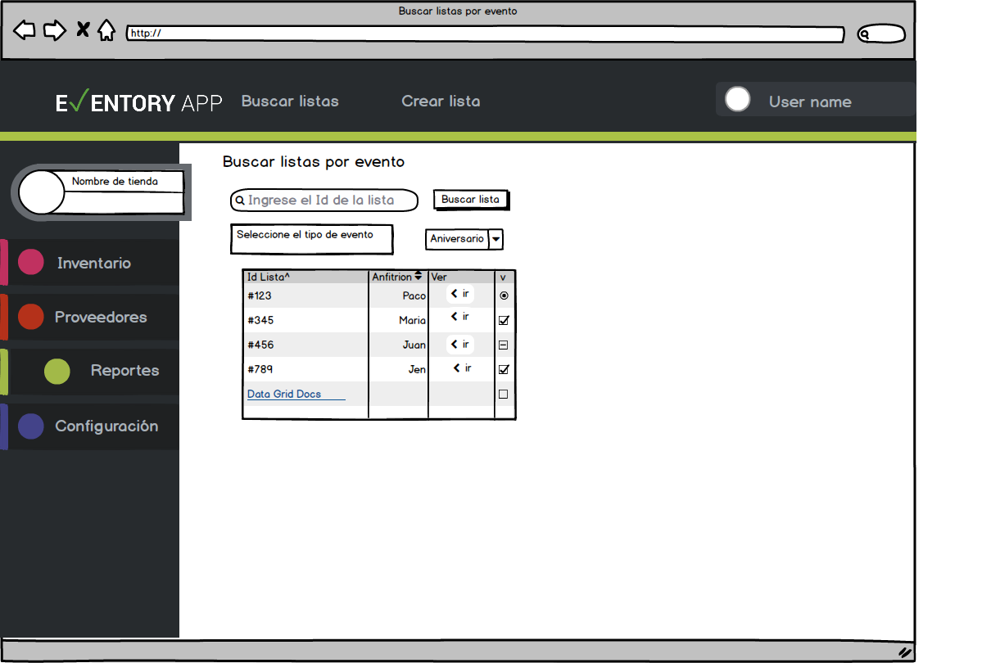 Buscar listas por evento
http://
E✓ENTORY APP
Buscar listas
Crear lista
User name
Nombre de tienda
Inventario
Proveedores
Reportes
Configuración
Buscar listas por evento
Ingrese el Id de la lista
Buscar lista
Seleccione el tipo de evento
Aniversario
Id Lista^ Anfitrion Ver v
#123 Paco ir
#345 Maria ir
#456 Juan ir
#789 Jen ir
Data Grid Docs